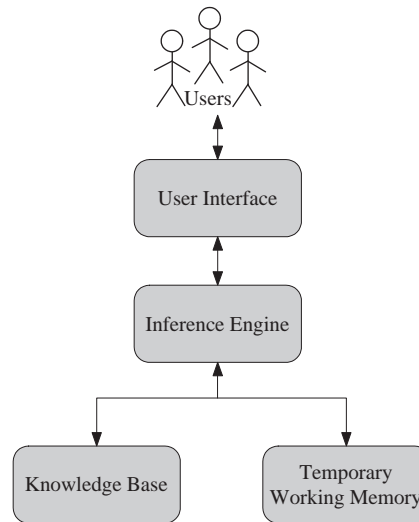 Users
User Interface
Inference Engine
Knowledge Base
Temporary
Working Memory